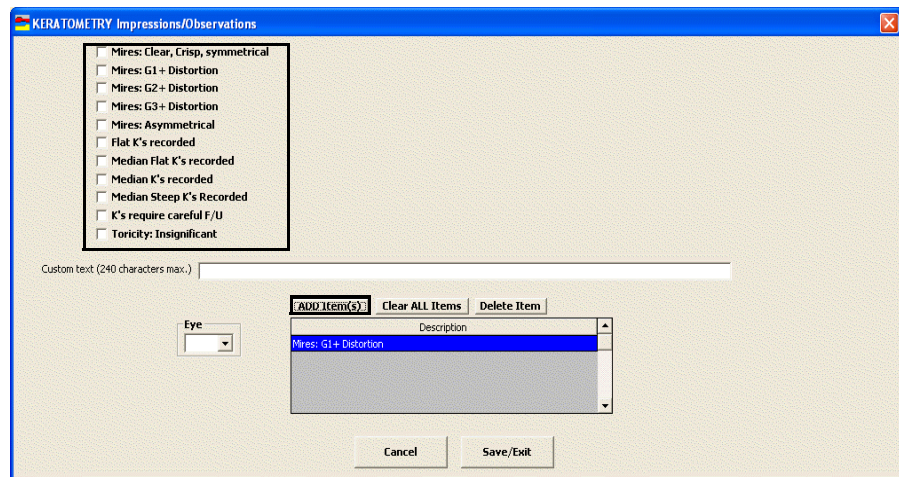 KERATOMETRY Impressions/Observations
Mires: Clear, Crisp, symmetrical
Mires: G1+ Distortion
Mires: G2+ Distortion
Mires: G3+ Distortion
Mires: Asymmetrical
Flat K's recorded
Median Flat K's recorded
Median K's recorded
Median Steep K's Recorded
K's require careful F/U
Toricity: Insignificant
Custom text (240 characters max.)
ADD Item(s) Clear ALL Items Delete Item
Eye
Description
Mires: G1+ Distortion
Cancel Save/Exit